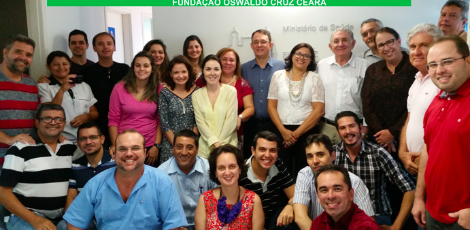 FUNDAÇÃO OSWALDO CRUZ CEARÁ
Ministério da Saúde